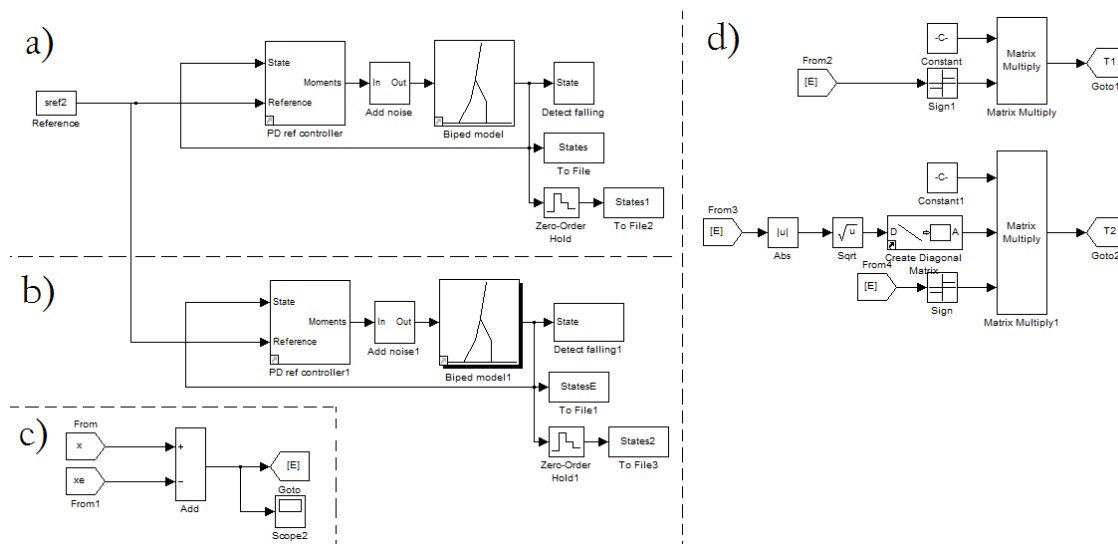 a)
State
Reference
Moments
PD ref controller
In
Out
Add noise
Biped model
State
Detect falling
sref2
Reference
States
To File
Zero-Order
Hold
States1
To File2
b)
State
Reference
Moments
PD ref controller1
In
Out
Add noise1
Biped model1
State
Detect falling1
StatesE
To File1
Zero-Order
Hold1
States2
To File3
c)
From
x
xe
From1
+
−
Add
[E]
Goto
Scope2
d)
-C-
Constant
From2
[E]
Sign1
Matrix
Multiply
Matrix Multiply
T1
Goto1
-C-
Constant1
From3
[E]
|u|
Abs
√u
Sqrt
D
A
Create Diagonal
Matrix
From4
[E]
Sign
Matrix
Multiply
Matrix Multiply1
T2
Goto2